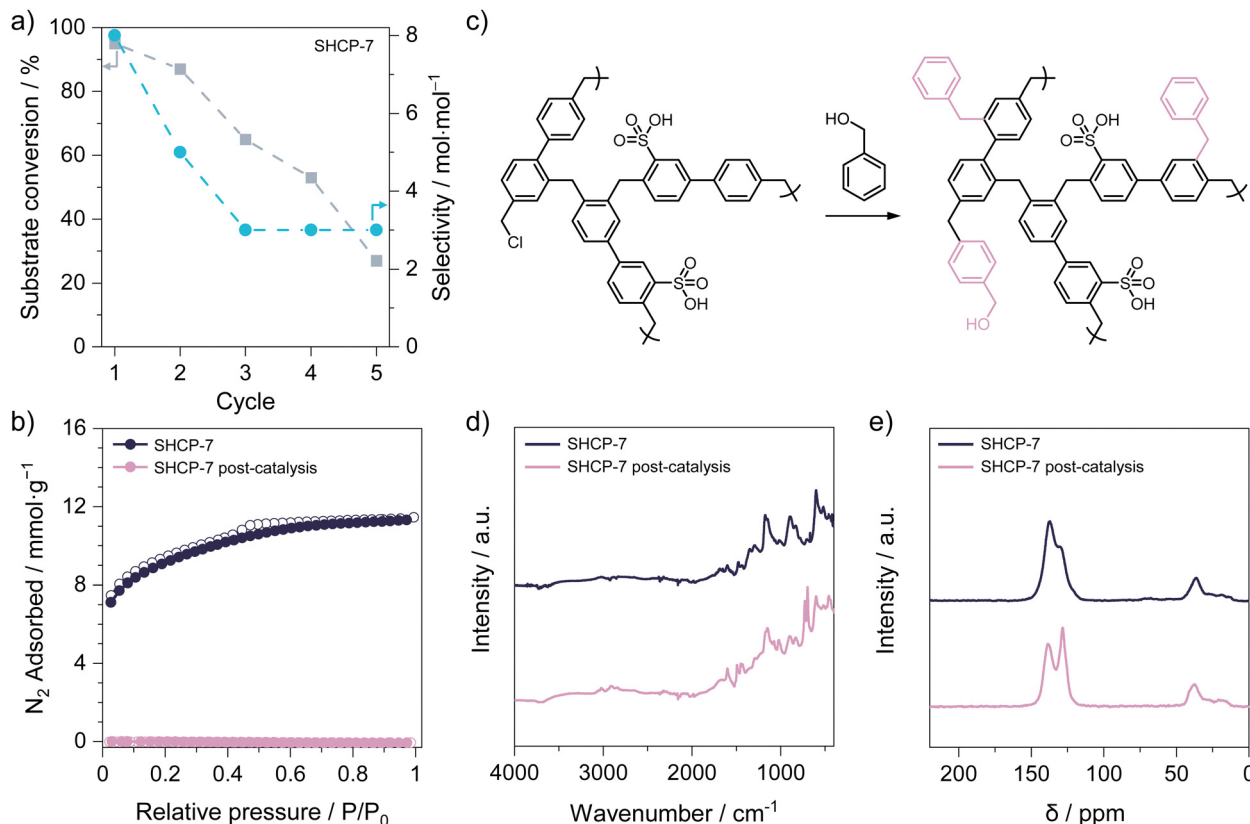 a)
SHCP-7
Substrate conversion / %
100
80
60
40
20
0
Selectivity / mol·mol⁻¹
8
6
4
2
0
1 2 3 4 5
Cycle
c)
Cl
O
S
OH
O
O
S
O
OH
HO
HO
O
S
OH
O
O
S
O
OH
b)
SHCP-7
SHCP-7 post-catalysis
N₂ Adsorbed / mmol·g⁻¹
16
12
8
4
0
0 0.2 0.4 0.6 0.8 1
Relative pressure / P/P₀
d)
SHCP-7
SHCP-7 post-catalysis
Intensity / a.u.
4000 3000 2000 1000
Wavenumber / cm⁻¹
e)
SHCP-7
SHCP-7 post-catalysis
Intensity / a.u.
200 150 100 50 0
δ / ppm